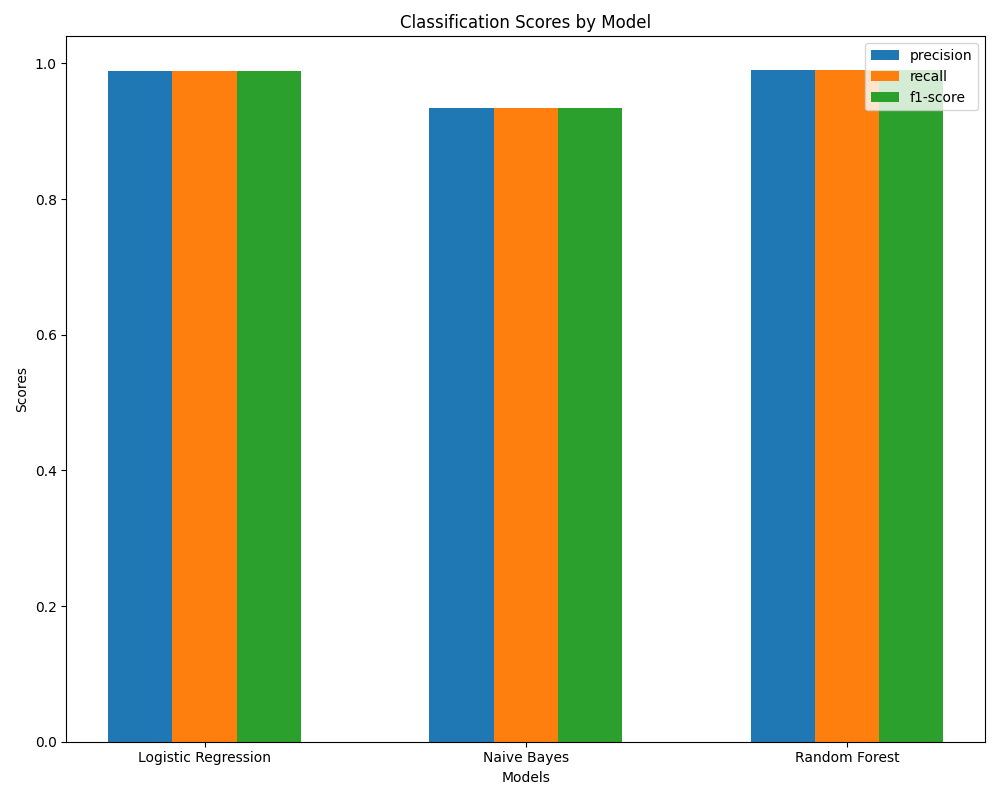 Classification Scores by Model
precision
recall
f1-score
1.0
0.8
0.6
0.4
0.2
0.0
Scores
Logistic Regression
Naive Bayes
Random Forest
Models